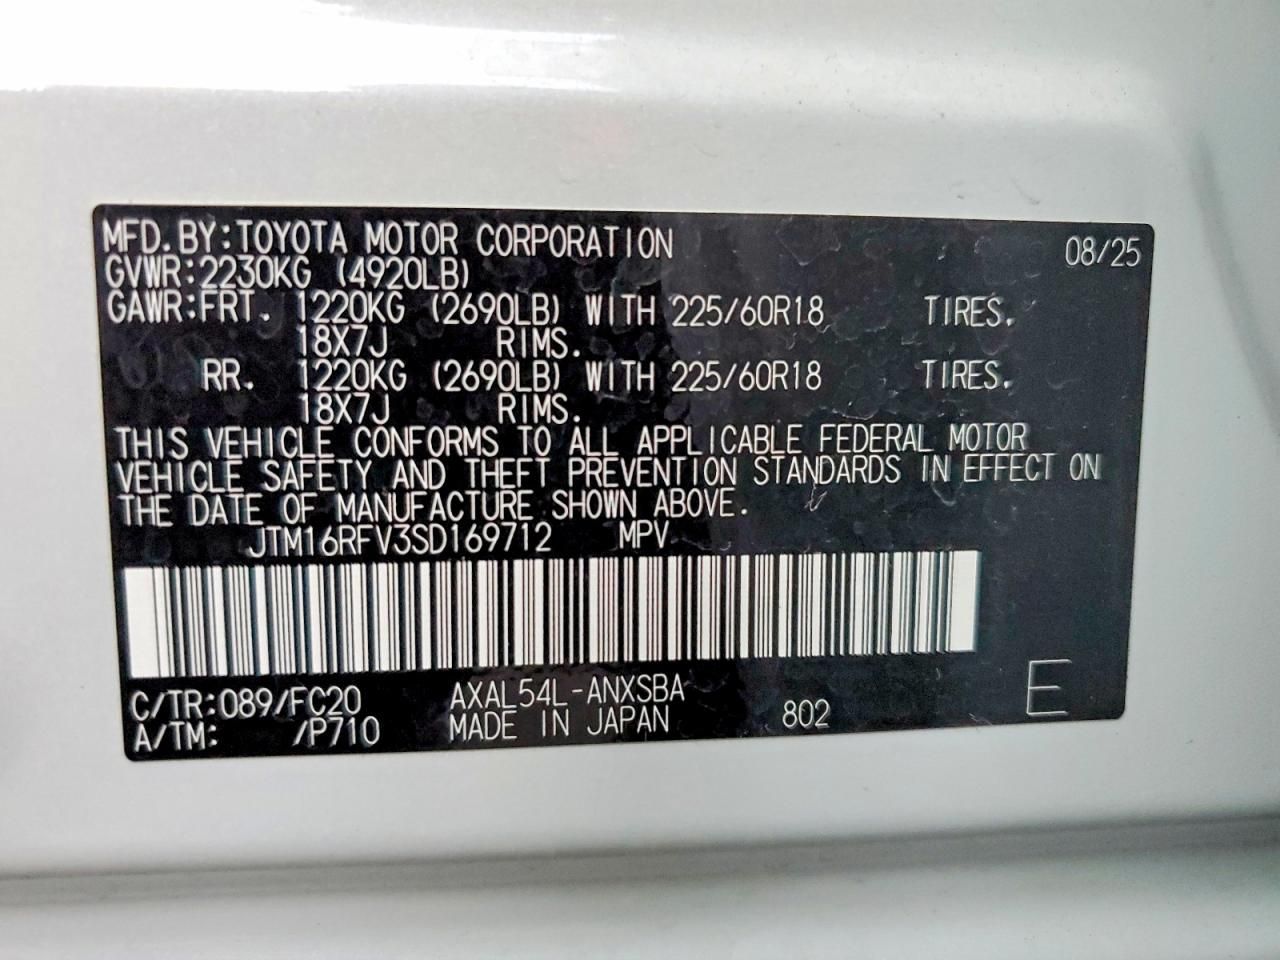 MFD.BY:TOYOTA MOTOR CORPORATION 08/25
GVWR:2230KG (4920LB)
GAWR:FRT. 1220KG (2690LB) WITH 225/60R18 TIRES.
18X7J RIMS.
RR. 1220KG (2690LB) WITH 225/60R18 TIRES.
18X7J RIMS.
THIS VEHICLE CONFORMS TO ALL APPLICABLE FEDERAL MOTOR
VEHICLE SAFETY AND THEFT PREVENTION STANDARDS IN EFFECT ON
THE DATE OF MANUFACTURE SHOWN ABOVE.
JTM16RFV3SD169712 MPV
C/TR:089/FC20 AXAL54L-ANXSBA
A/TM: /P710 MADE IN JAPAN 802 E